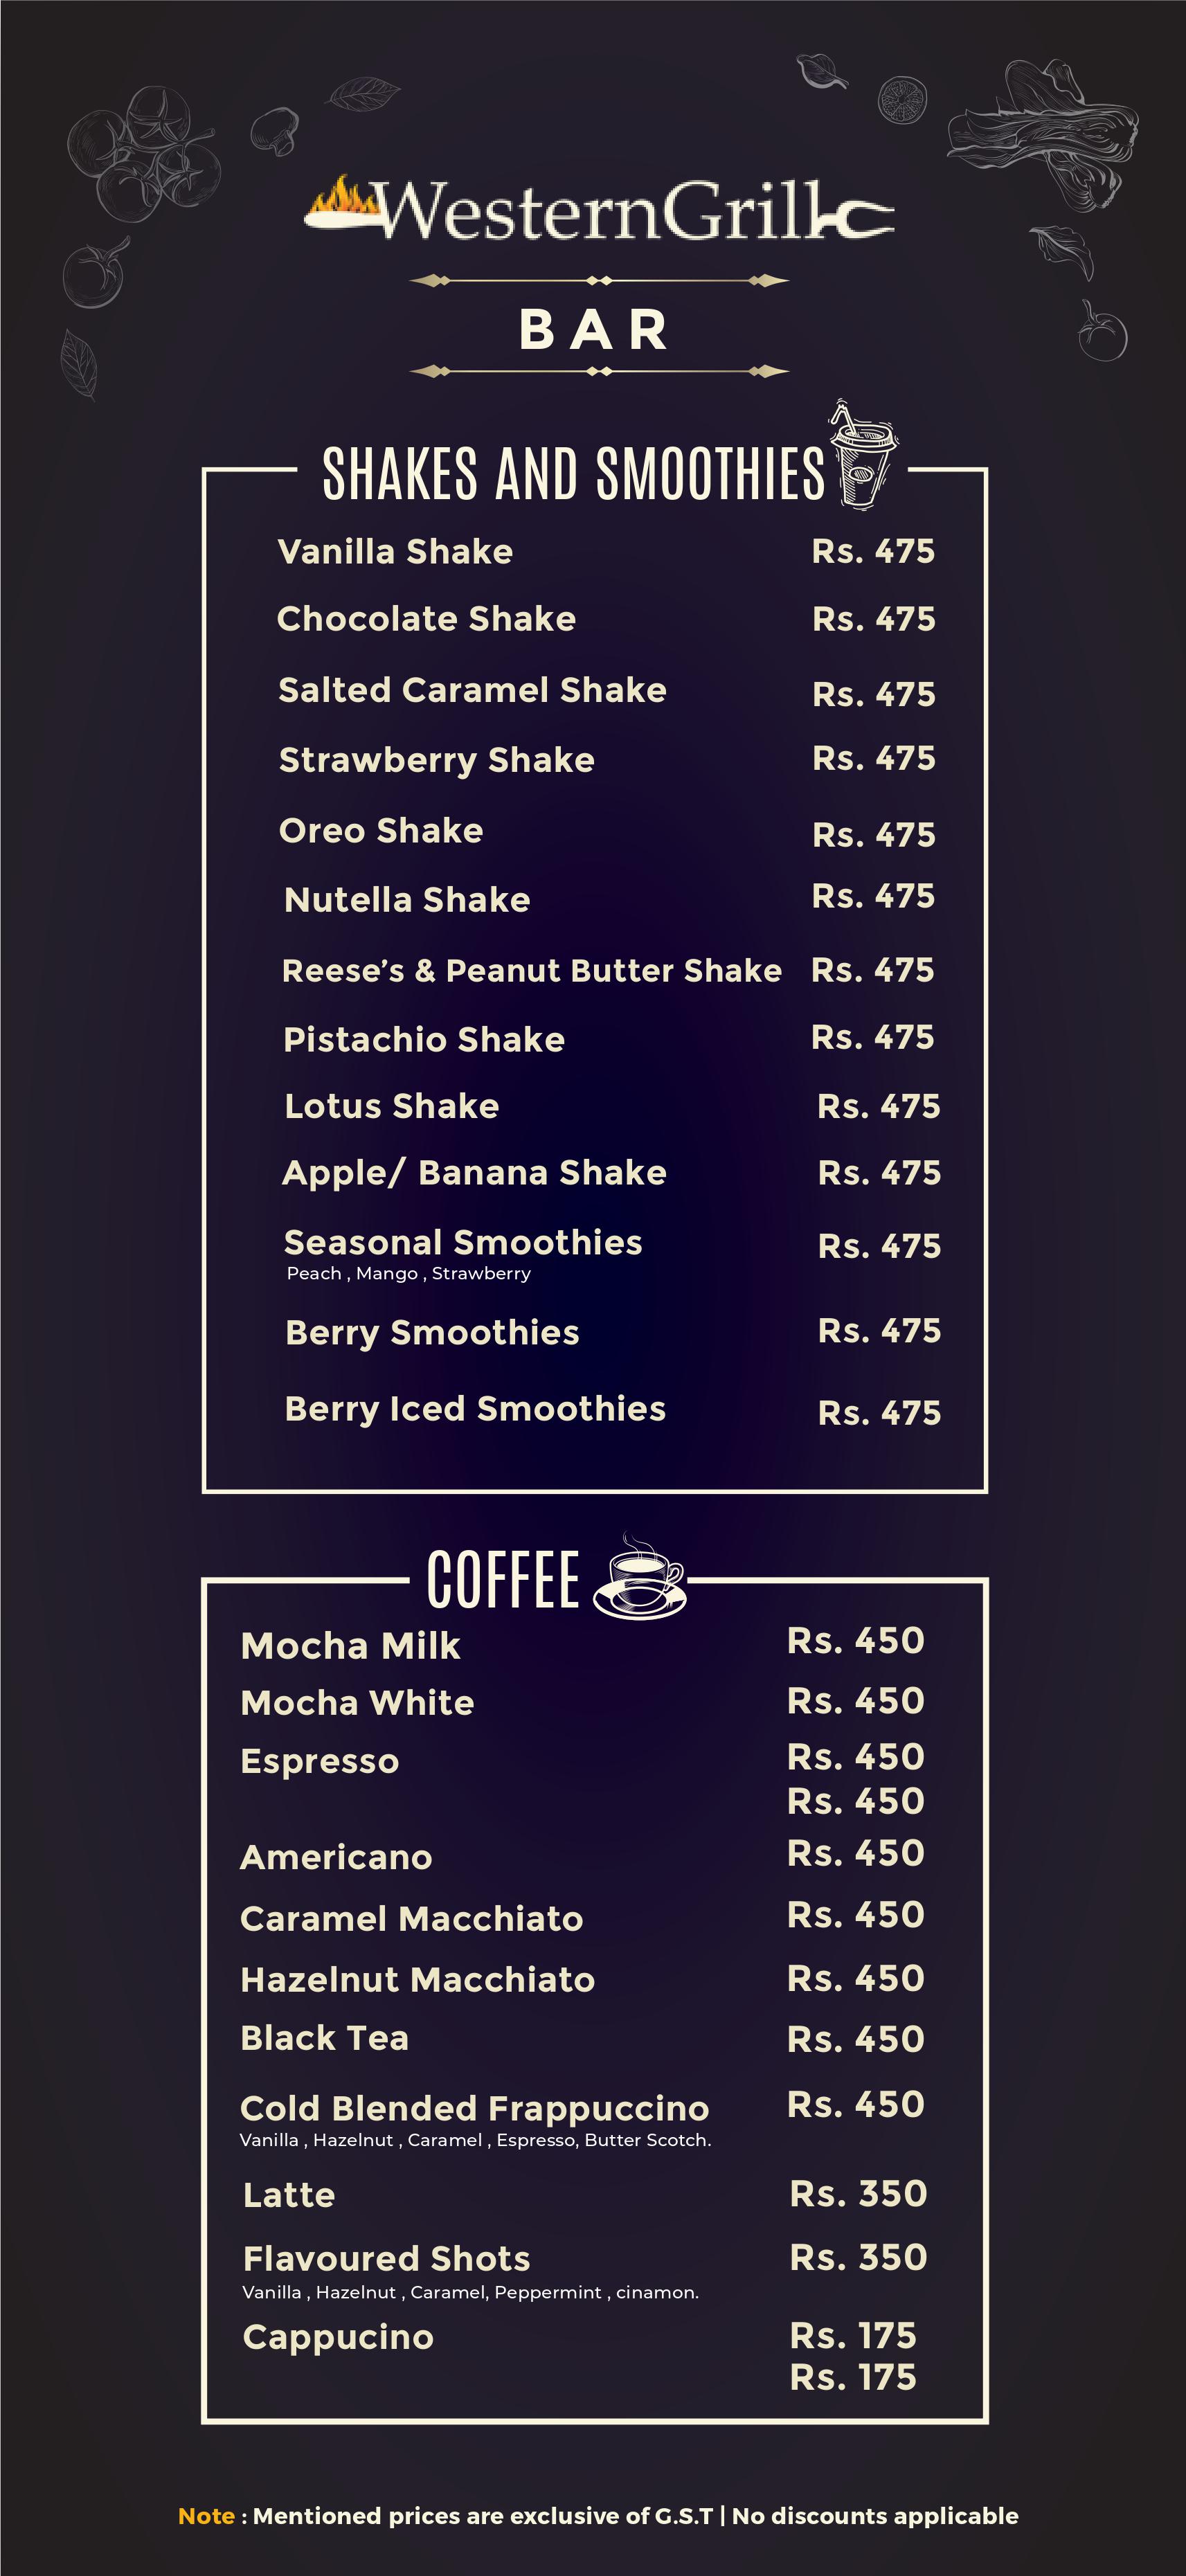 WesternGrill
BAR
SHAKES AND SMOOTHIES
Vanilla Shake Rs. 475
Chocolate Shake Rs. 475
Salted Caramel Shake Rs. 475
Strawberry Shake Rs. 475
Oreo Shake Rs. 475
Nutella Shake Rs. 475
Reese’s & Peanut Butter Shake Rs. 475
Pistachio Shake Rs. 475
Lotus Shake Rs. 475
Apple/ Banana Shake Rs. 475
Seasonal Smoothies Rs. 475
Peach , Mango , Strawberry
Berry Smoothies Rs. 475
Berry Iced Smoothies Rs. 475
COFFEE
Mocha Milk Rs. 450
Mocha White Rs. 450
Espresso Rs. 450
Rs. 450
Americano Rs. 450
Caramel Macchiato Rs. 450
Hazelnut Macchiato Rs. 450
Black Tea Rs. 450
Cold Blended Frappuccino Rs. 450
Vanilla , Hazelnut , Caramel , Espresso, Butter Scotch.
Latte Rs. 350
Flavoured Shots Rs. 350
Vanilla , Hazelnut , Caramel, Peppermint , cinamon.
Cappucino Rs. 175
Rs. 175
Note : Mentioned prices are exclusive of G.S.T | No discounts applicable